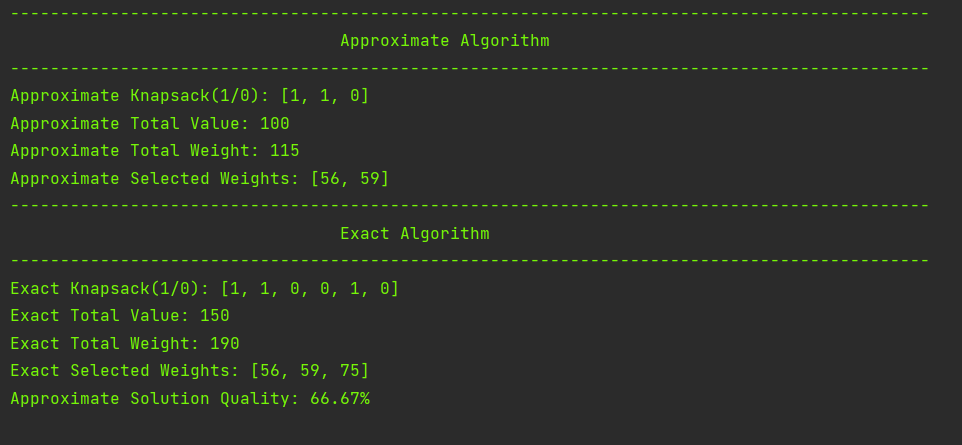 --------------------------------------------------------------------------------------------
Approximate Algorithm
--------------------------------------------------------------------------------------------
Approximate Knapsack(1/0): [1, 1, 0]
Approximate Total Value: 100
Approximate Total Weight: 115
Approximate Selected Weights: [56, 59]
--------------------------------------------------------------------------------------------
Exact Algorithm
--------------------------------------------------------------------------------------------
Exact Knapsack(1/0): [1, 1, 0, 0, 1, 0]
Exact Total Value: 150
Exact Total Weight: 190
Exact Selected Weights: [56, 59, 75]
Approximate Solution Quality: 66.67%